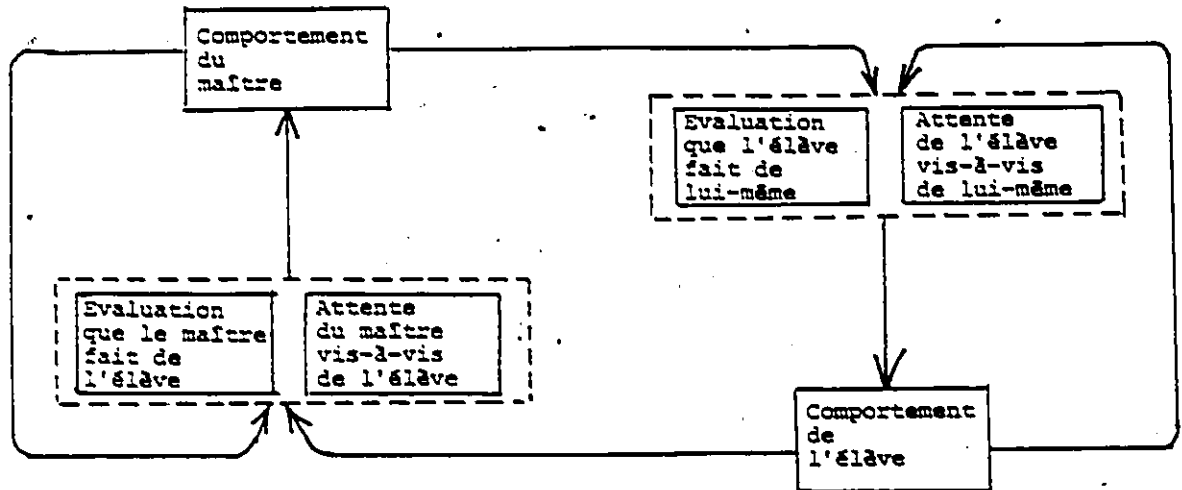 Comportement
du
maître
Evaluation
que l'élève
fait de
lui-même
Attente
de l'élève
vis-à-vis
de lui-même
Evaluation
que le maître
fait de
l'élève
Attente
du maître
vis-à-vis
de l'élève
Comportement
de
l'élève